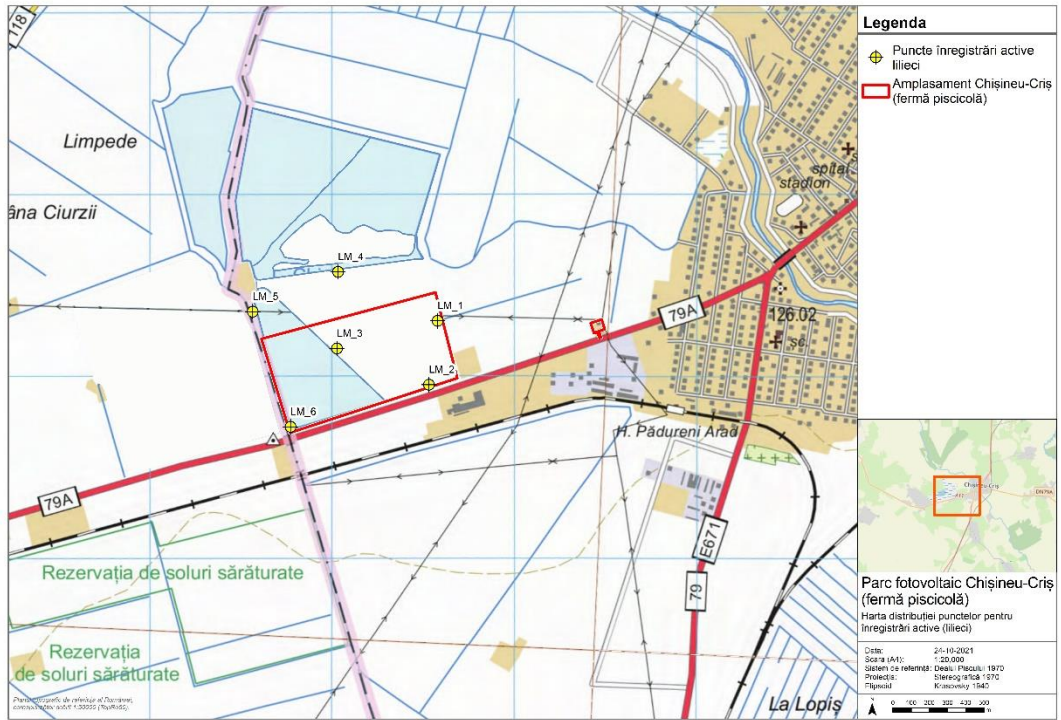 118
Limpede
âna Ciurzii
LM_4
LM_5
LM_1
LM_3
LM_2
LM_6
79A
79A
spital
stadion
126.02
sc.
H. Pădureni Arad
E671
79
Rezervația de soluri sărăturate
Rezervația
de soluri sărăturate
La Lopiș
Legenda
Puncte înregistrări active
lilieci
Amplasament Chișineu-Criș
(fermă piscicolă)
Chișineu-Criș
Parc fotovoltaic Chișineu-Criș
(fermă piscicolă)
Harta distribuției punctelor pentru
înregistrări active (lilieci)
Data: 24-10-2021
Scara (A4): 1:20,000
Sistem de referință: Dealul Piscului 1970
Proiecția: Stereografică 1970
Elipsoid Krasovsky 1940
0 100 200 300 400 500
m